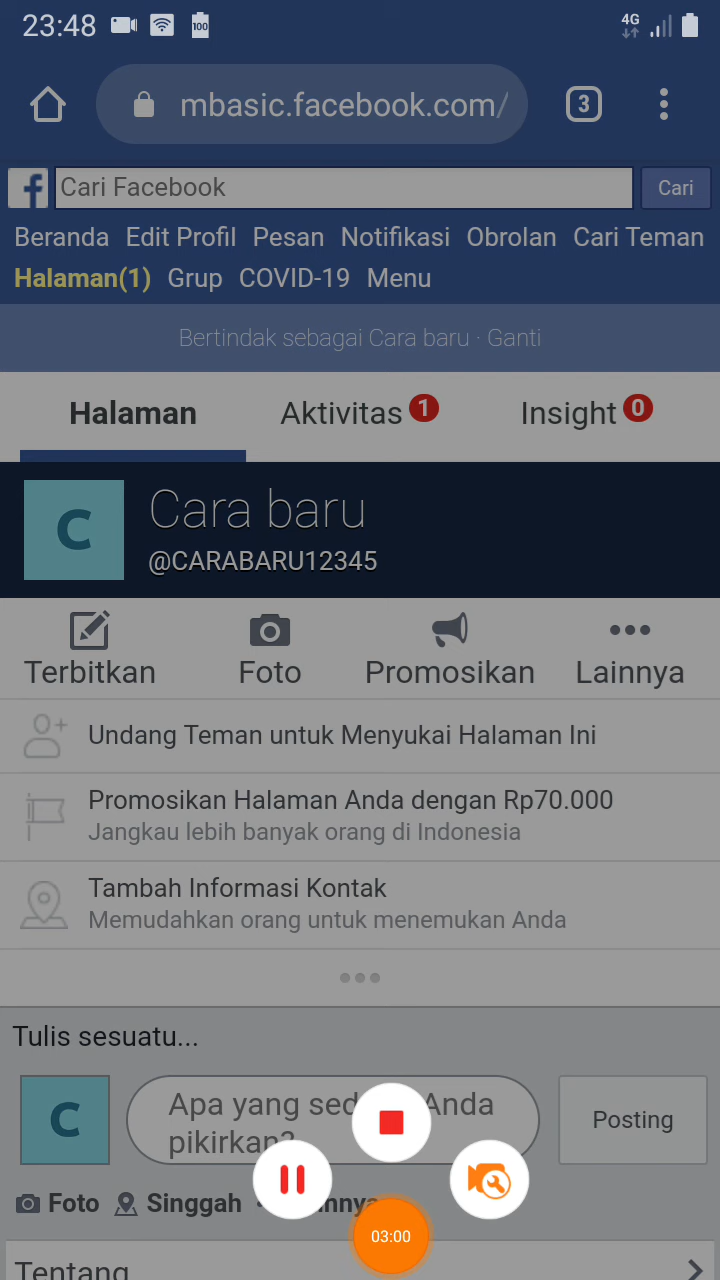 23:48 100 4G
mbasic.facebook.com/ 3
f Cari Facebook Cari
Beranda Edit Profil Pesan Notifikasi Obrolan Cari Teman
Halaman(1) Grup COVID-19 Menu
Bertindak sebagai Cara baru · Ganti
Halaman Aktivitas 1 Insight 0
C Cara baru
@CARABARU12345
Terbitkan Foto Promosikan Lainnya
Undang Teman untuk Menyukai Halaman Ini
Promosikan Halaman Anda dengan Rp70.000
Jangkau lebih banyak orang di Indonesia
Tambah Informasi Kontak
Memudahkan orang untuk menemukan Anda
Tulis sesuatu...
C Apa yang Anda Posting
pikirkan?
Foto Singgah
03:00
Tentang